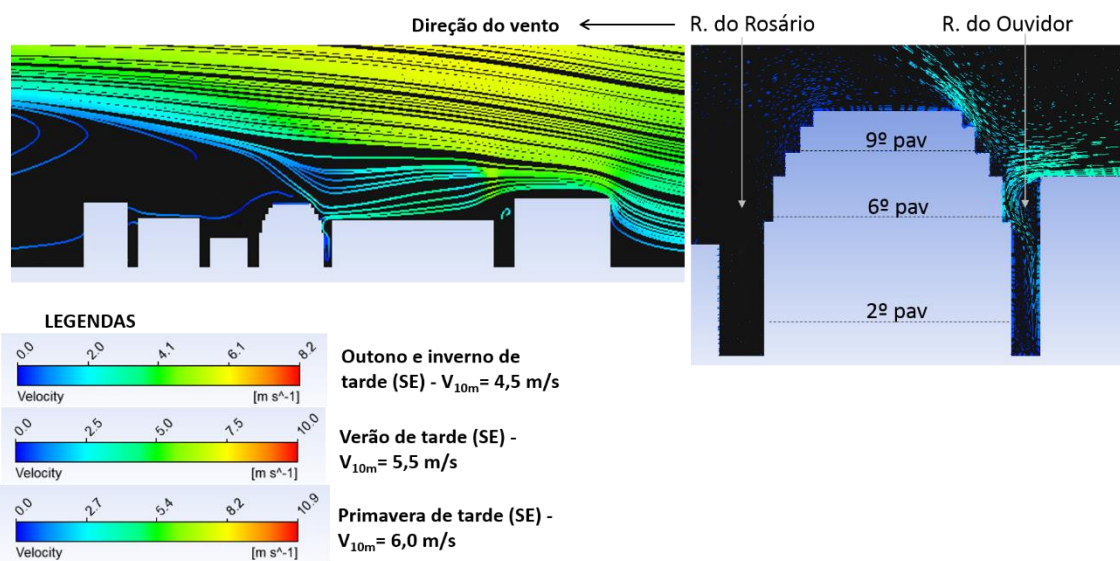 Direção do vento
R. do Rosário
R. do Ouvidor
9º pav
6º pav
2º pav
LEGENDAS
0.0 2.0 4.1 6.1 8.2
Velocity [m s^-1]
Outono e inverno de
tarde (SE) - V10m= 4,5 m/s
0.0 2.5 5.0 7.5 10.0
Velocity [m s^-1]
Verão de tarde (SE) -
V10m= 5,5 m/s
0.0 2.7 5.4 8.2 10.9
Velocity [m s^-1]
Primavera de tarde (SE) -
V10m= 6,0 m/s